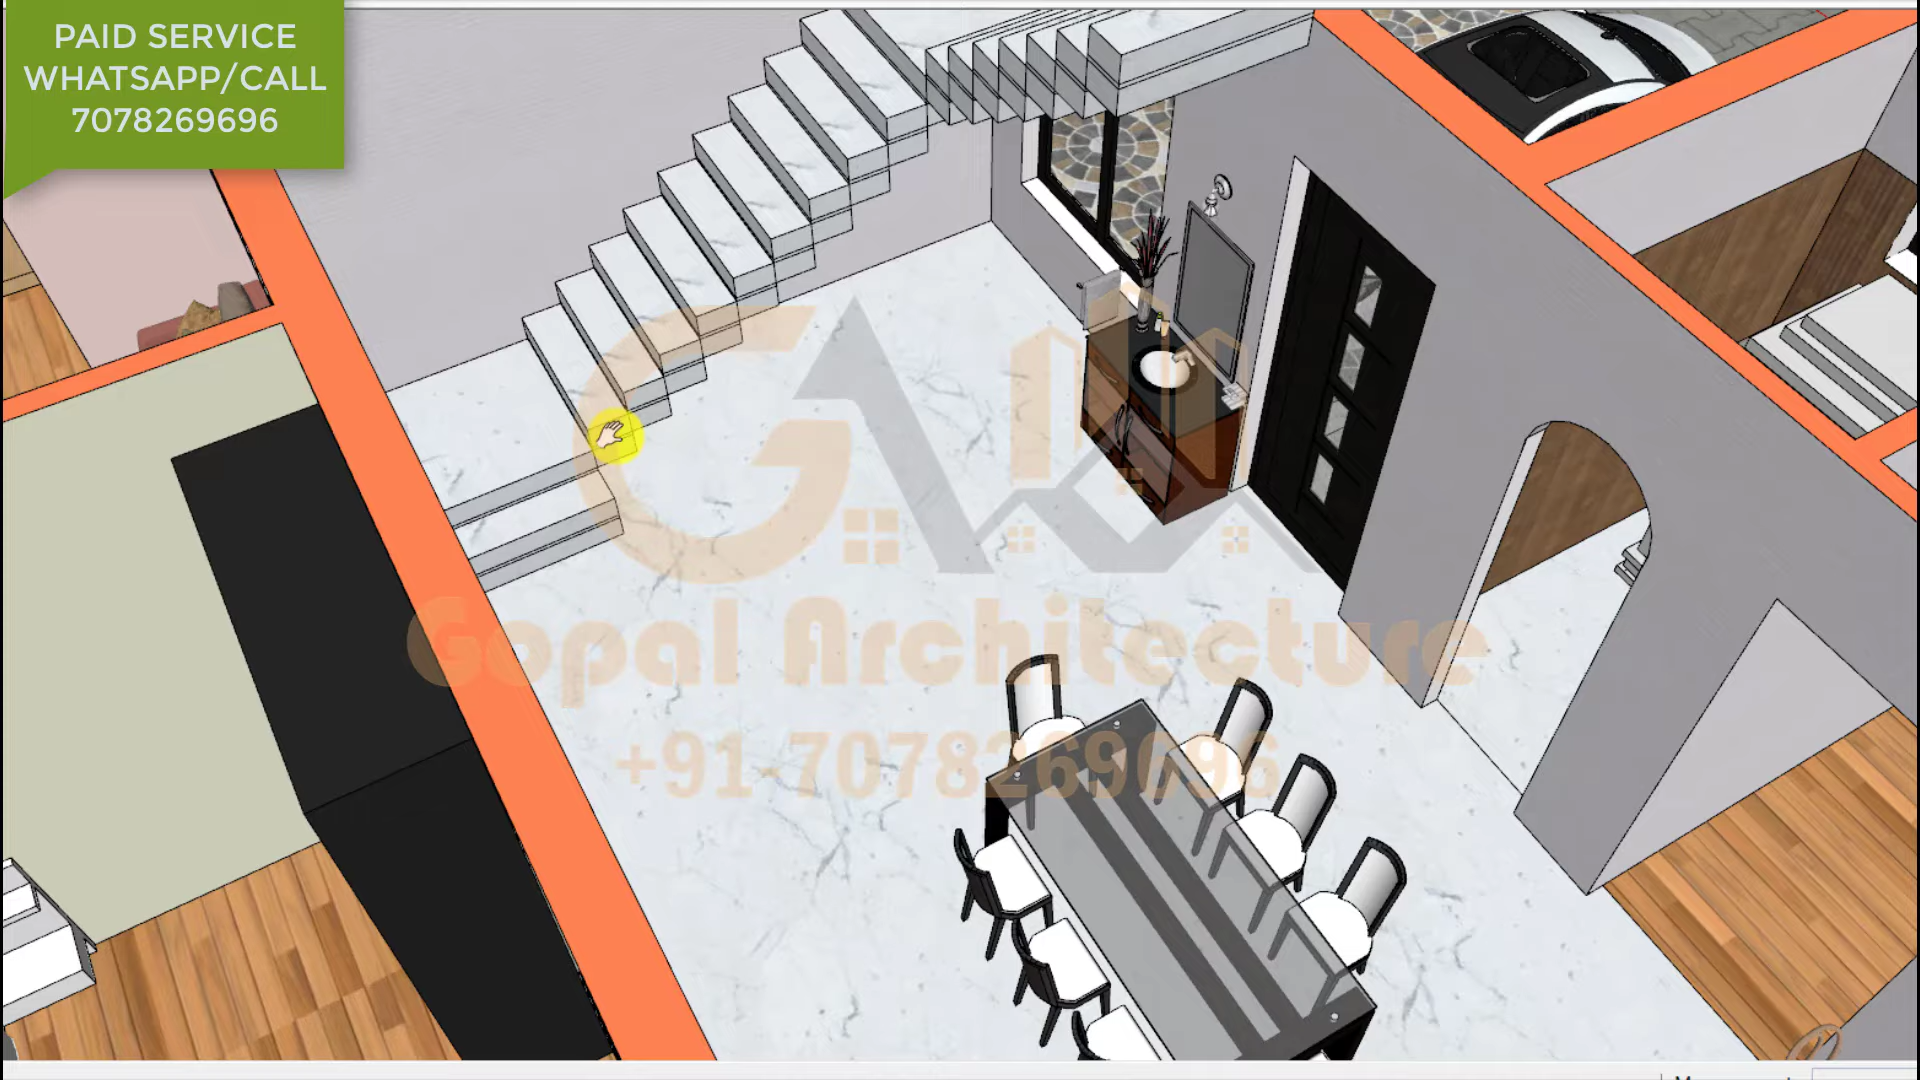 PAID SERVICE
WHATSAPP/CALL
7078269696
Gopal Architecture
+91-7078269696